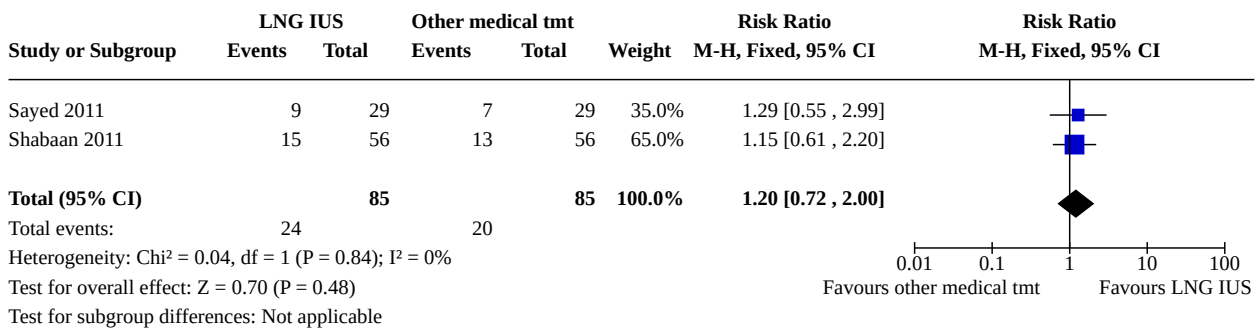 LNG IUS Other medical tmt Risk Ratio Risk Ratio
Study or Subgroup Events Total Events Total Weight M-H, Fixed, 95% CI M-H, Fixed, 95% CI
Sayed 2011 9 29 7 29 35.0% 1.29 [0.55 , 2.99]
Shabaan 2011 15 56 13 56 65.0% 1.15 [0.61 , 2.20]
Total (95% CI) 85 85 100.0% 1.20 [0.72 , 2.00]
Total events: 24 20
Heterogeneity: Chi² = 0.04, df = 1 (P = 0.84); I² = 0%
0.01 0.1 1 10 100
Test for overall effect: Z = 0.70 (P = 0.48) Favours other medical tmt Favours LNG IUS
Test for subgroup differences: Not applicable